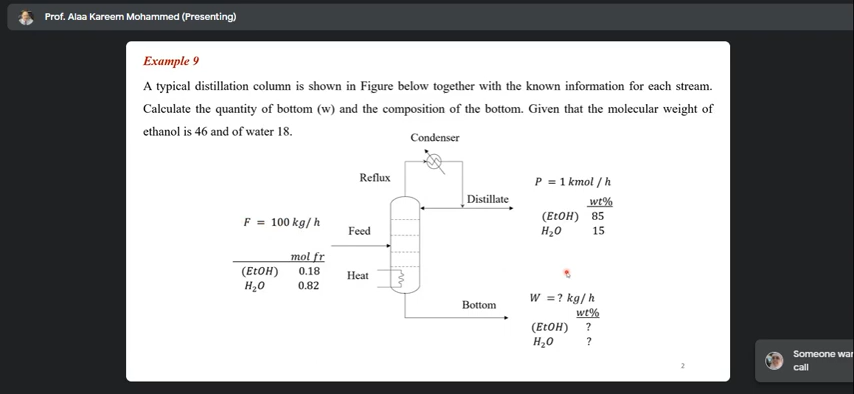 Prof. Alaa Kareem Mohammed (Presenting)
Example 9
A typical distillation column is shown in Figure below together with the known information for each stream.
Calculate the quantity of bottom (w) and the composition of the bottom. Given that the molecular weight of
ethanol is 46 and of water 18.
Condenser
Reflux
P = 1 kmol / h
Distillate
wt%
(EtOH) 85
H₂O 15
F = 100 kg/ h
Feed
mol fr
(EtOH) 0.18
H₂O 0.82
Heat
Bottom
W =? kg/ h
wt%
(EtOH) ?
H₂O ?
2
Someone wan
call